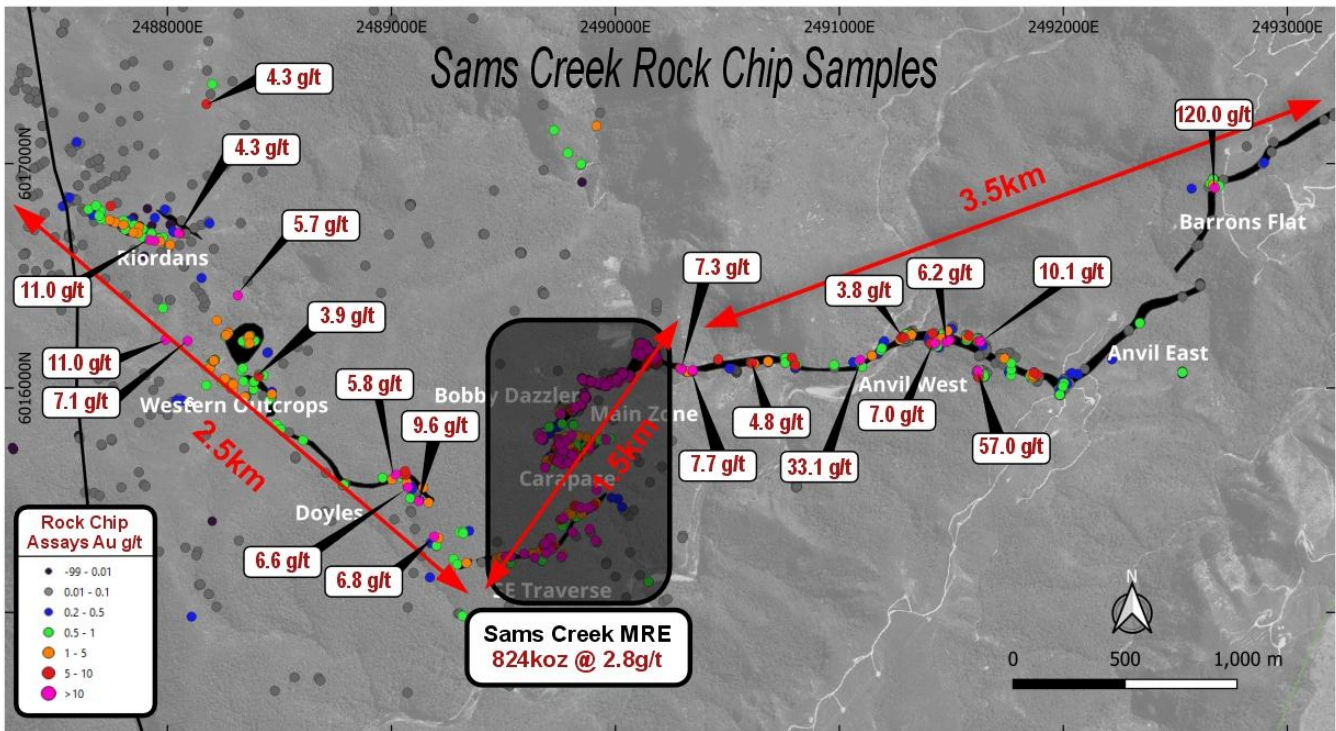 2488000E
2489000E
2490000E
2491000E
2492000E
2493000E
Sams Creek Rock Chip Samples
4.3 g/t
120.0 g/t
4.3 g/t
6017000N
3.5km
5.7 g/t
Barrons Flat
Riordans
7.3 g/t
6.2 g/t
10.1 g/t
11.0 g/t
3.8 g/t
3.9 g/t
Anvil East
11.0 g/t
5.8 g/t
Bobby Dazzler
Anvil West
7.1 g/t
Western Outcrops
Main Zone
6016000N
9.6 g/t
4.8 g/t
7.0 g/t
2.5km
5km
57.0 g/t
7.7 g/t
33.1 g/t
Carapace
Doyles
Rock Chip
Assays Au g/t
-99 - 0.01
0.01 - 0.1
0.2 - 0.5
0.5 - 1
1 - 5
5 - 10
>10
6.6 g/t
6.8 g/t
SE Traverse
N
Sams Creek MRE
824koz @ 2.8g/t
0
500
1,000 m